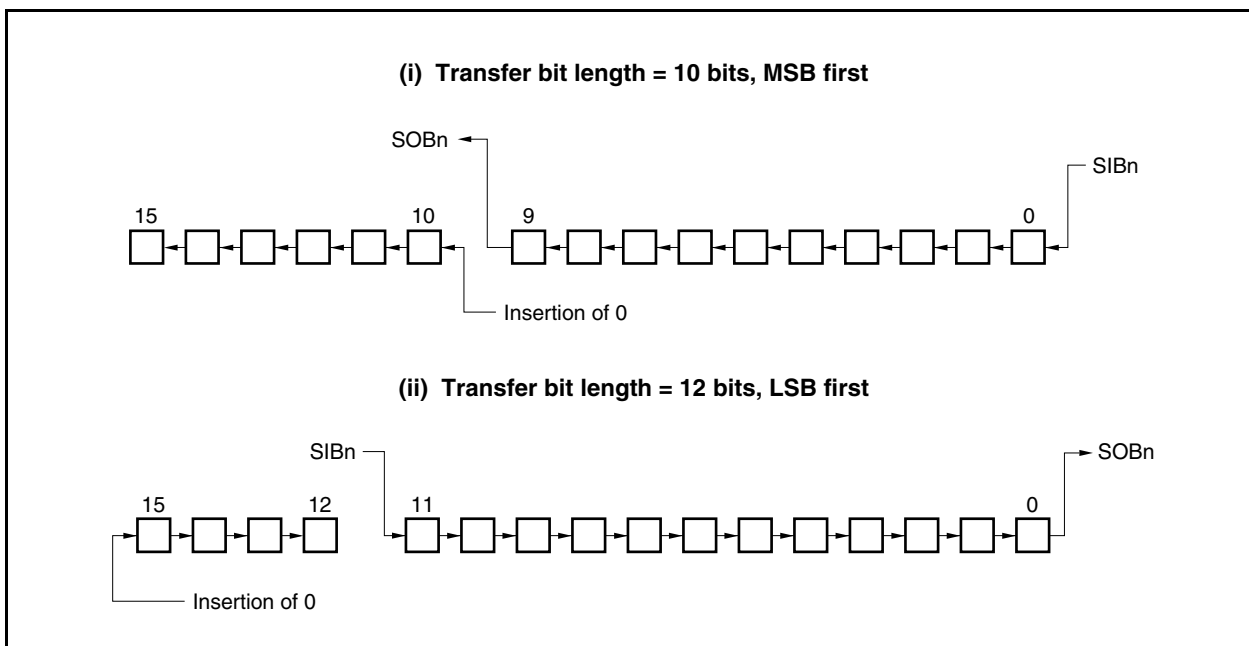 (i) Transfer bit length = 10 bits, MSB first
SOBn
SIBn
15 10 9 0
Insertion of 0
(ii) Transfer bit length = 12 bits, LSB first
SIBn
SOBn
15 12 11 0
Insertion of 0